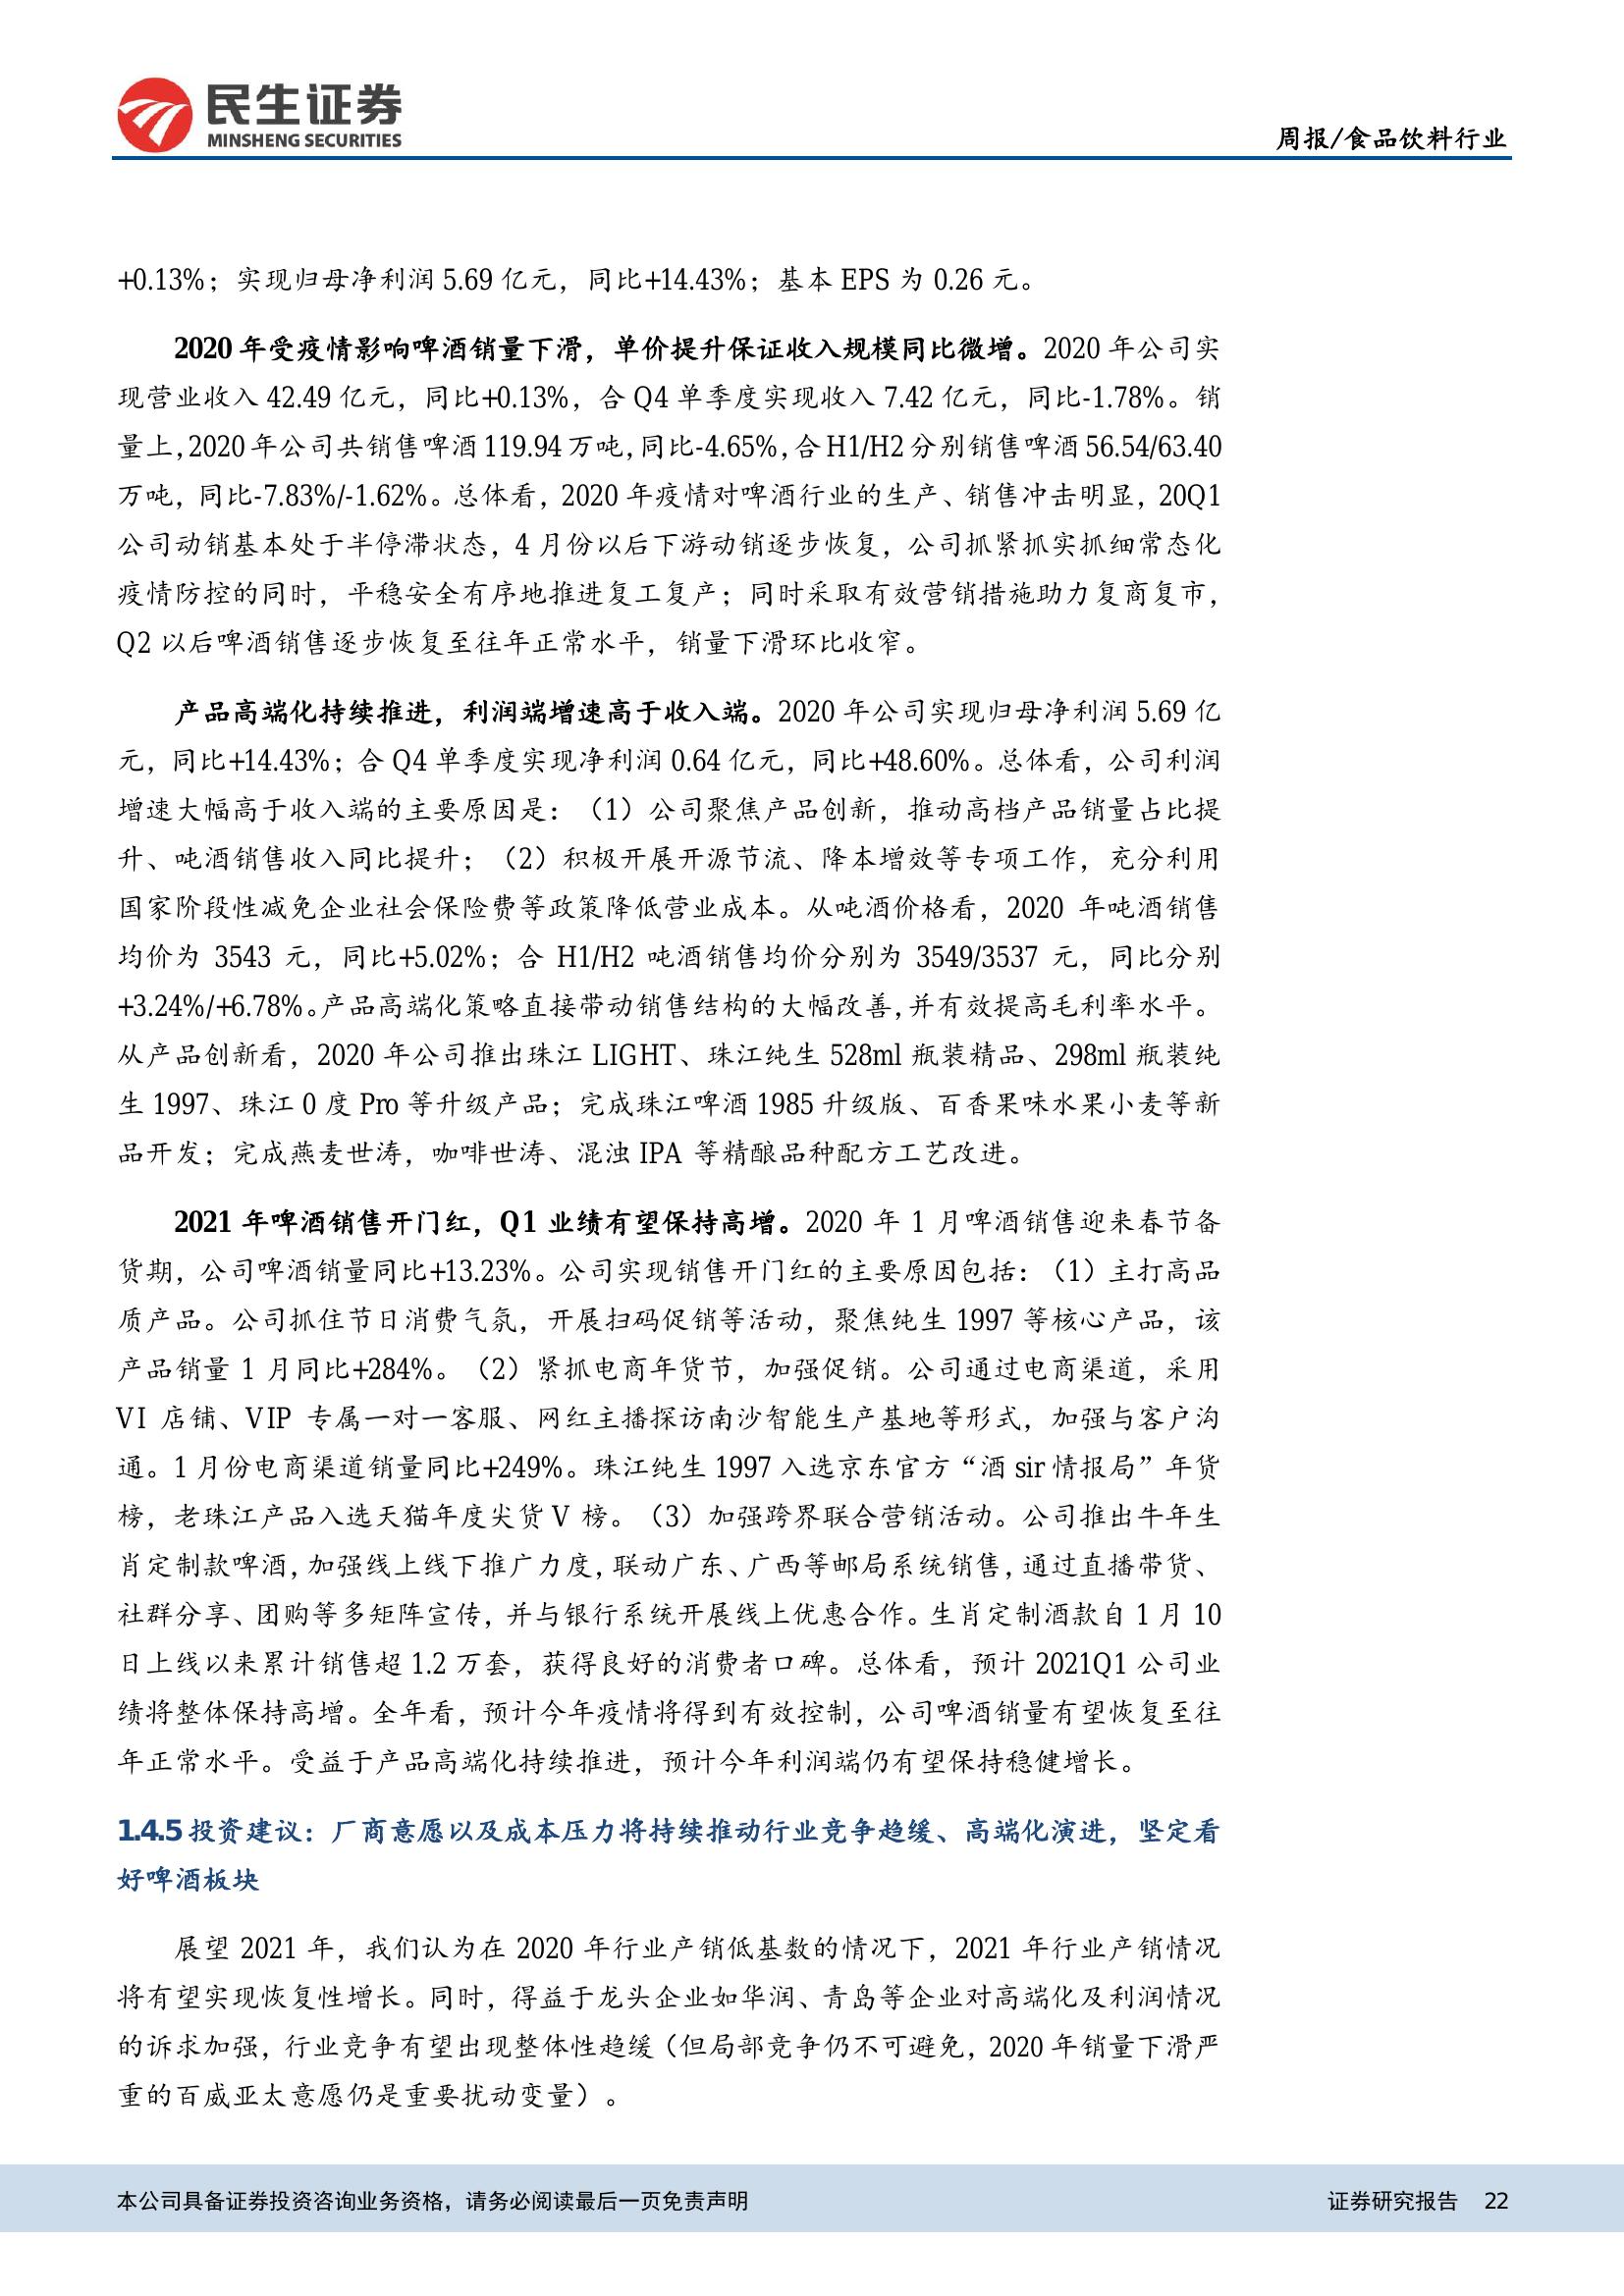 民生证券
MINSHENG SECURITIES
周报/食品饮料行业
+0.13%；实现归母净利润 5.69 亿元，同比+14.43%；基本 EPS 为 0.26 元。
2020 年受疫情影响啤酒销量下滑，单价提升保证收入规模同比微增。2020 年公司实
现营业收入 42.49 亿元，同比+0.13%，合 Q4 单季度实现收入 7.42 亿元，同比-1.78%。销
量上，2020 年公司共销售啤酒 119.94 万吨，同比-4.65%，合 H1/H2 分别销售啤酒 56.54/63.40
万吨，同比-7.83%/-1.62%。总体看，2020 年疫情对啤酒行业的生产、销售冲击明显，20Q1
公司动销基本处于半停滞状态，4 月份以后下游动销逐步恢复，公司抓紧抓实抓细常态化
疫情防控的同时，平稳安全有序地推进复工复产；同时采取有效营销措施助力复商复市，
Q2 以后啤酒销售逐步恢复至往年正常水平，销量下滑环比收窄。
产品高端化持续推进，利润端增速高于收入端。2020 年公司实现归母净利润 5.69 亿
元，同比+14.43%；合 Q4 单季度实现净利润 0.64 亿元，同比+48.60%。总体看，公司利润
增速大幅高于收入端的主要原因是：（1）公司聚焦产品创新，推动高档产品销量占比提
升、吨酒销售收入同比提升；（2）积极开展开源节流、降本增效等专项工作，充分利用
国家阶段性减免企业社会保险费等政策降低营业成本。从吨酒价格看，2020 年吨酒销售
均价为 3543 元，同比+5.02%；合 H1/H2 吨酒销售均价分别为 3549/3537 元，同比分别
+3.24%/+6.78%。产品高端化策略直接带动销售结构的大幅改善，并有效提高毛利率水平。
从产品创新看，2020 年公司推出珠江 LIGHT、珠江纯生 528ml 瓶装精品、298ml 瓶装纯
生 1997、珠江 0 度 Pro 等升级产品；完成珠江啤酒 1985 升级版、百香果味水果小麦等新
品开发；完成燕麦世涛，咖啡世涛、混浊 IPA 等精酿品种配方工艺改进。
2021 年啤酒销售开门红，Q1 业绩有望保持高增。2020 年 1 月啤酒销售迎来春节备
货期，公司啤酒销量同比+13.23%。公司实现销售开门红的主要原因包括：（1）主打高品
质产品。公司抓住节日消费气氛，开展扫码促销等活动，聚焦纯生 1997 等核心产品，该
产品销量 1 月同比+284%。（2）紧抓电商年货节，加强促销。公司通过电商渠道，采用
VI 店铺、VIP 专属一对一客服、网红主播探访南沙智能生产基地等形式，加强与客户沟
通。1 月份电商渠道销量同比+249%。珠江纯生 1997 入选京东官方“酒 sir 情报局”年货
榜，老珠江产品入选天猫年度尖货 V 榜。（3）加强跨界联合营销活动。公司推出牛年生
肖定制款啤酒，加强线上线下推广力度，联动广东、广西等邮局系统销售，通过直播带货、
社群分享、团购等多矩阵宣传，并与银行系统开展线上优惠合作。生肖定制酒款自 1 月 10
日上线以来累计销售超 1.2 万套，获得良好的消费者口碑。总体看，预计 2021Q1 公司业
绩将整体保持高增。全年看，预计今年疫情将得到有效控制，公司啤酒销量有望恢复至往
年正常水平。受益于产品高端化持续推进，预计今年利润端仍有望保持稳健增长。
1.4.5 投资建议：厂商意愿以及成本压力将持续推动行业竞争趋缓、高端化演进，坚定看
好啤酒板块
展望 2021 年，我们认为在 2020 年行业产销低基数的情况下，2021 年行业产销情况
将有望实现恢复性增长。同时，得益于龙头企业如华润、青岛等企业对高端化及利润情况
的诉求加强，行业竞争有望出现整体性趋缓（但局部竞争仍不可避免，2020 年销量下滑严
重的百威亚太意愿仍是重要扰动变量）。
本公司具备证券投资咨询业务资格，请务必阅读最后一页免责声明
证券研究报告 22